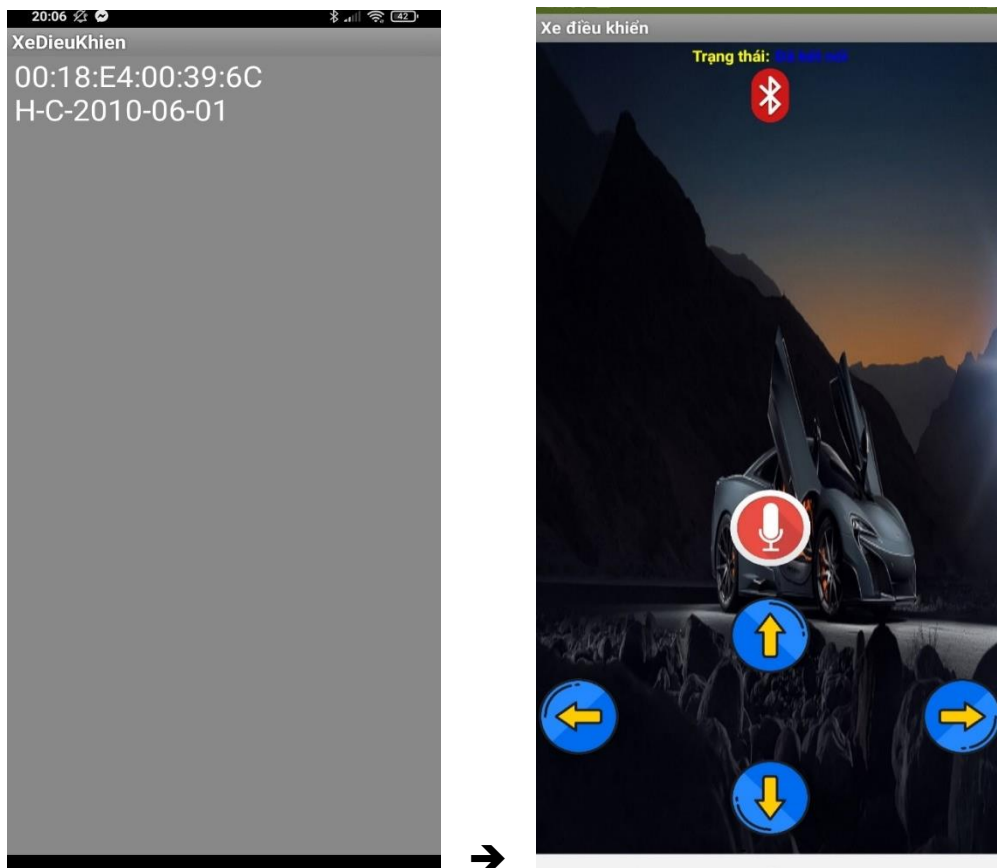 20:06
42
XeDieuKhien
00:18:E4:00:39:6C
H-C-2010-06-01
Xe điều khiển
Trạng thái: